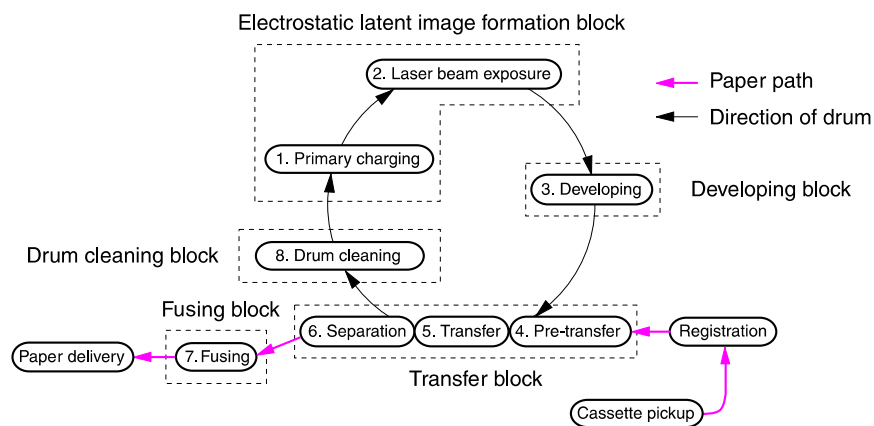 Electrostatic latent image formation block
2. Laser beam exposure
Paper path
Direction of drum
1. Primary charging
3. Developing
Developing block
Drum cleaning block
8. Drum cleaning
Fusing block
6. Separation
5. Transfer
4. Pre-transfer
Registration
Paper delivery
7. Fusing
Transfer block
Cassette pickup